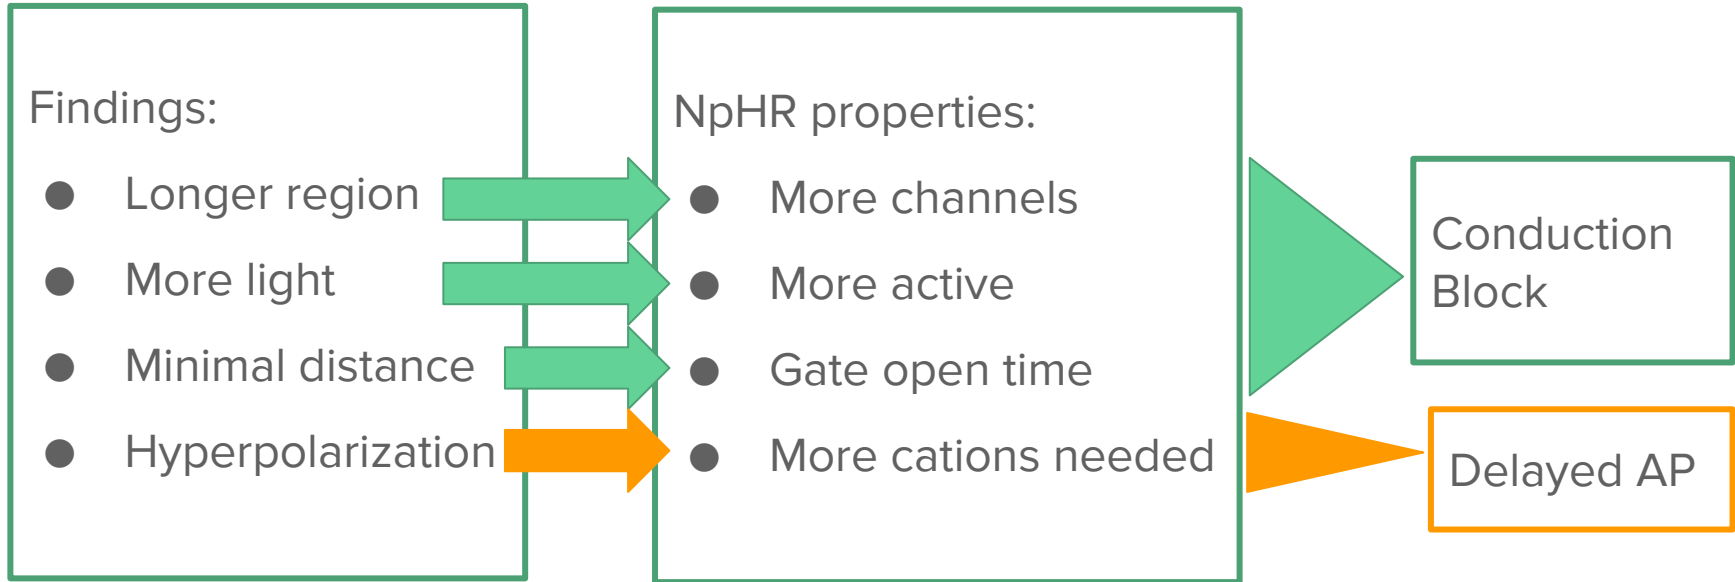 Findings:
● Longer region
● More light
● Minimal distance
● Hyperpolarization
NpHR properties:
● More channels
● More active
● Gate open time
● More cations needed
Conduction
Block
Delayed AP